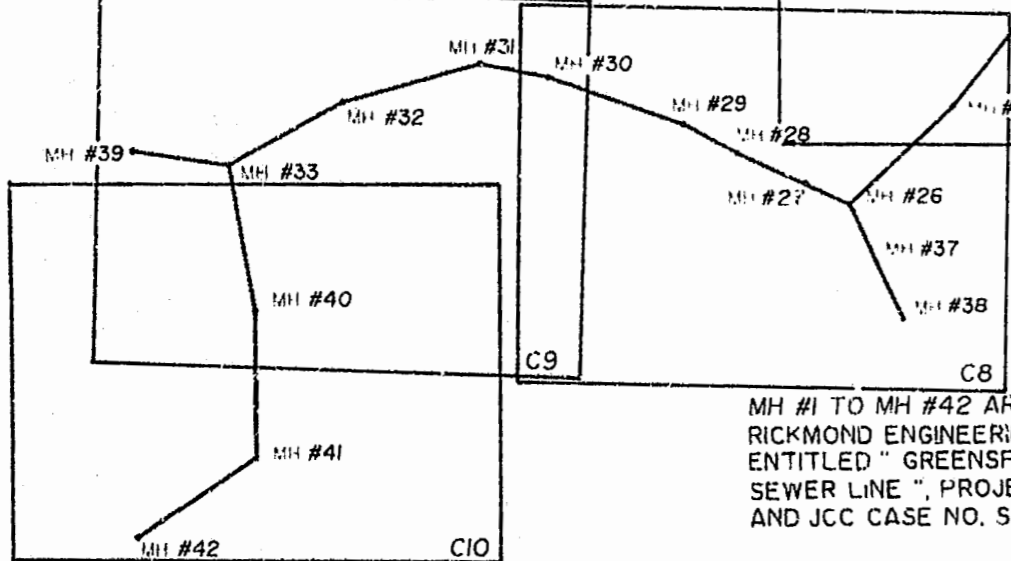 MH #31
MH #30
MH #32
MH #29
MH #
MH #28
MH #39
MH #33
MH #27
MH #26
MH #37
MH #40
MH #38
C9
C8
MH #1 TO MH #42
RICKMOND
ENTITLED "
SEWER LINE ",
AND JCC CASE NO. S
MH #41
MH #42
C10